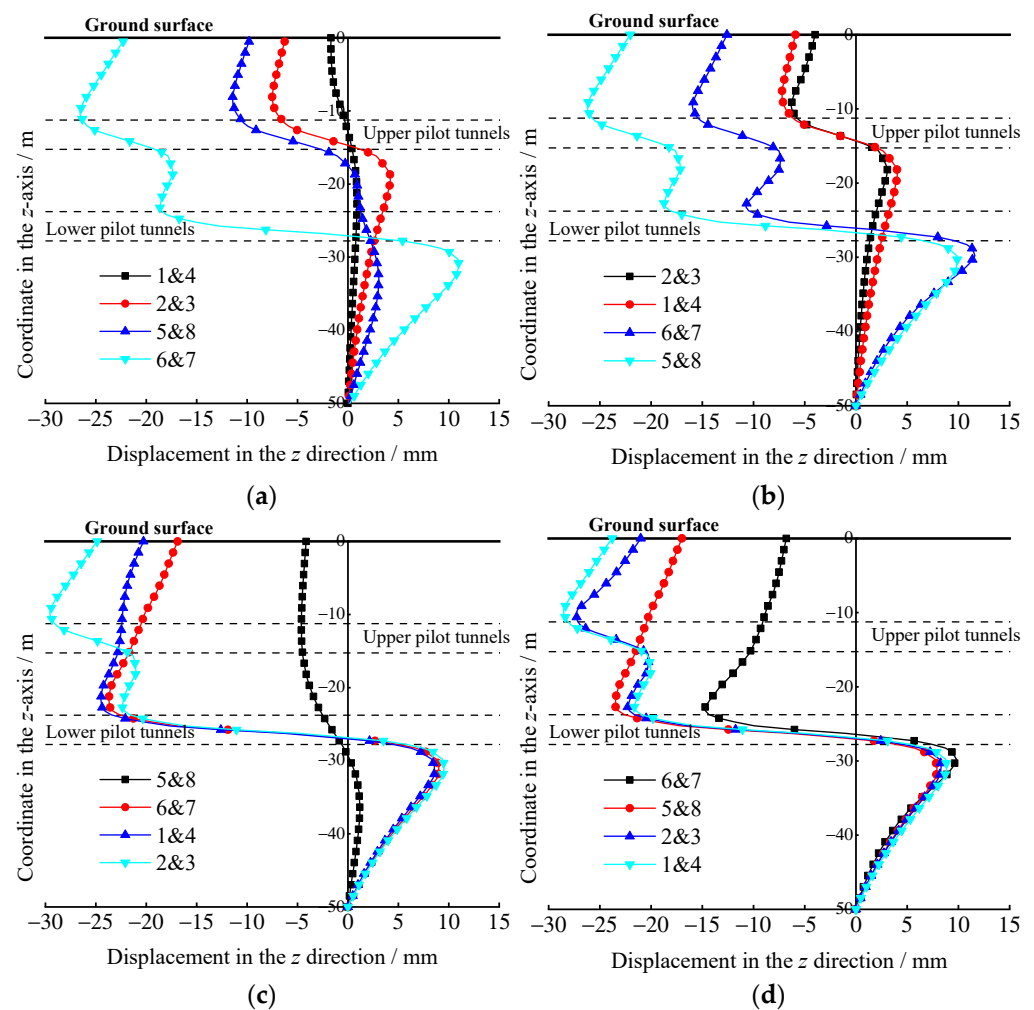 Ground surface
0
−10
−20
−30
−40
50
Upper pilot tunnels
Lower pilot tunnels
1&4
2&3
5&8
6&7
Coordinate in the z-axis / m
−30 −25 −20 −15 −10 −5 0 5 10 15
Displacement in the z direction / mm
(a)
Ground surface
0
−10
−20
−30
−40
50
Upper pilot tunnels
Lower pilot tunnels
2&3
1&4
6&7
5&8
Coordinate in the z-axis / m
−30 −25 −20 −15 −10 −5 0 5 10 15
Displacement in the z direction / mm
(b)
Ground surface
0
−10
−20
−30
−40
50
Upper pilot tunnels
Lower pilot tunnels
5&8
6&7
1&4
2&3
Coordinate in the z-axis / m
−30 −25 −20 −15 −10 −5 0 5 10 15
Displacement in the z direction / mm
(c)
Ground surface
0
−10
−20
−30
−40
50
Upper pilot tunnels
Lower pilot tunnels
6&7
5&8
2&3
1&4
Coordinate in the z-axis / m
−30 −25 −20 −15 −10 −5 0 5 10 15
Displacement in the z direction / mm
(d)